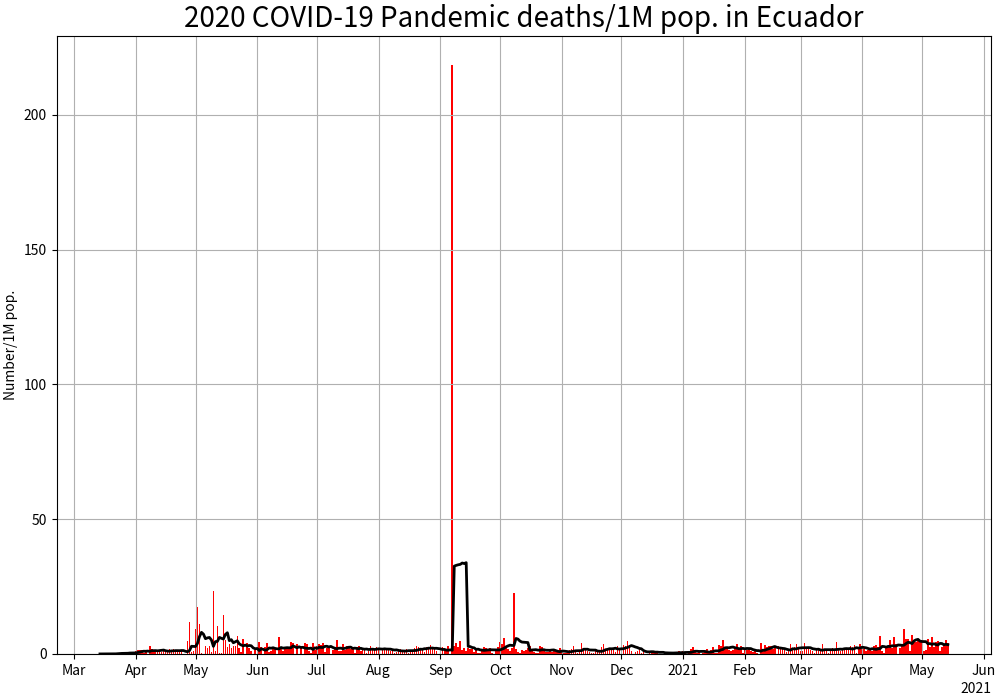 2020 COVID-19 Pandemic deaths/1M pop. in Ecuador
Number/1M pop.
200
150
100
50
0
Mar Apr May Jun Jul Aug Sep Oct Nov Dec 2021 Feb Mar Apr May Jun
2021